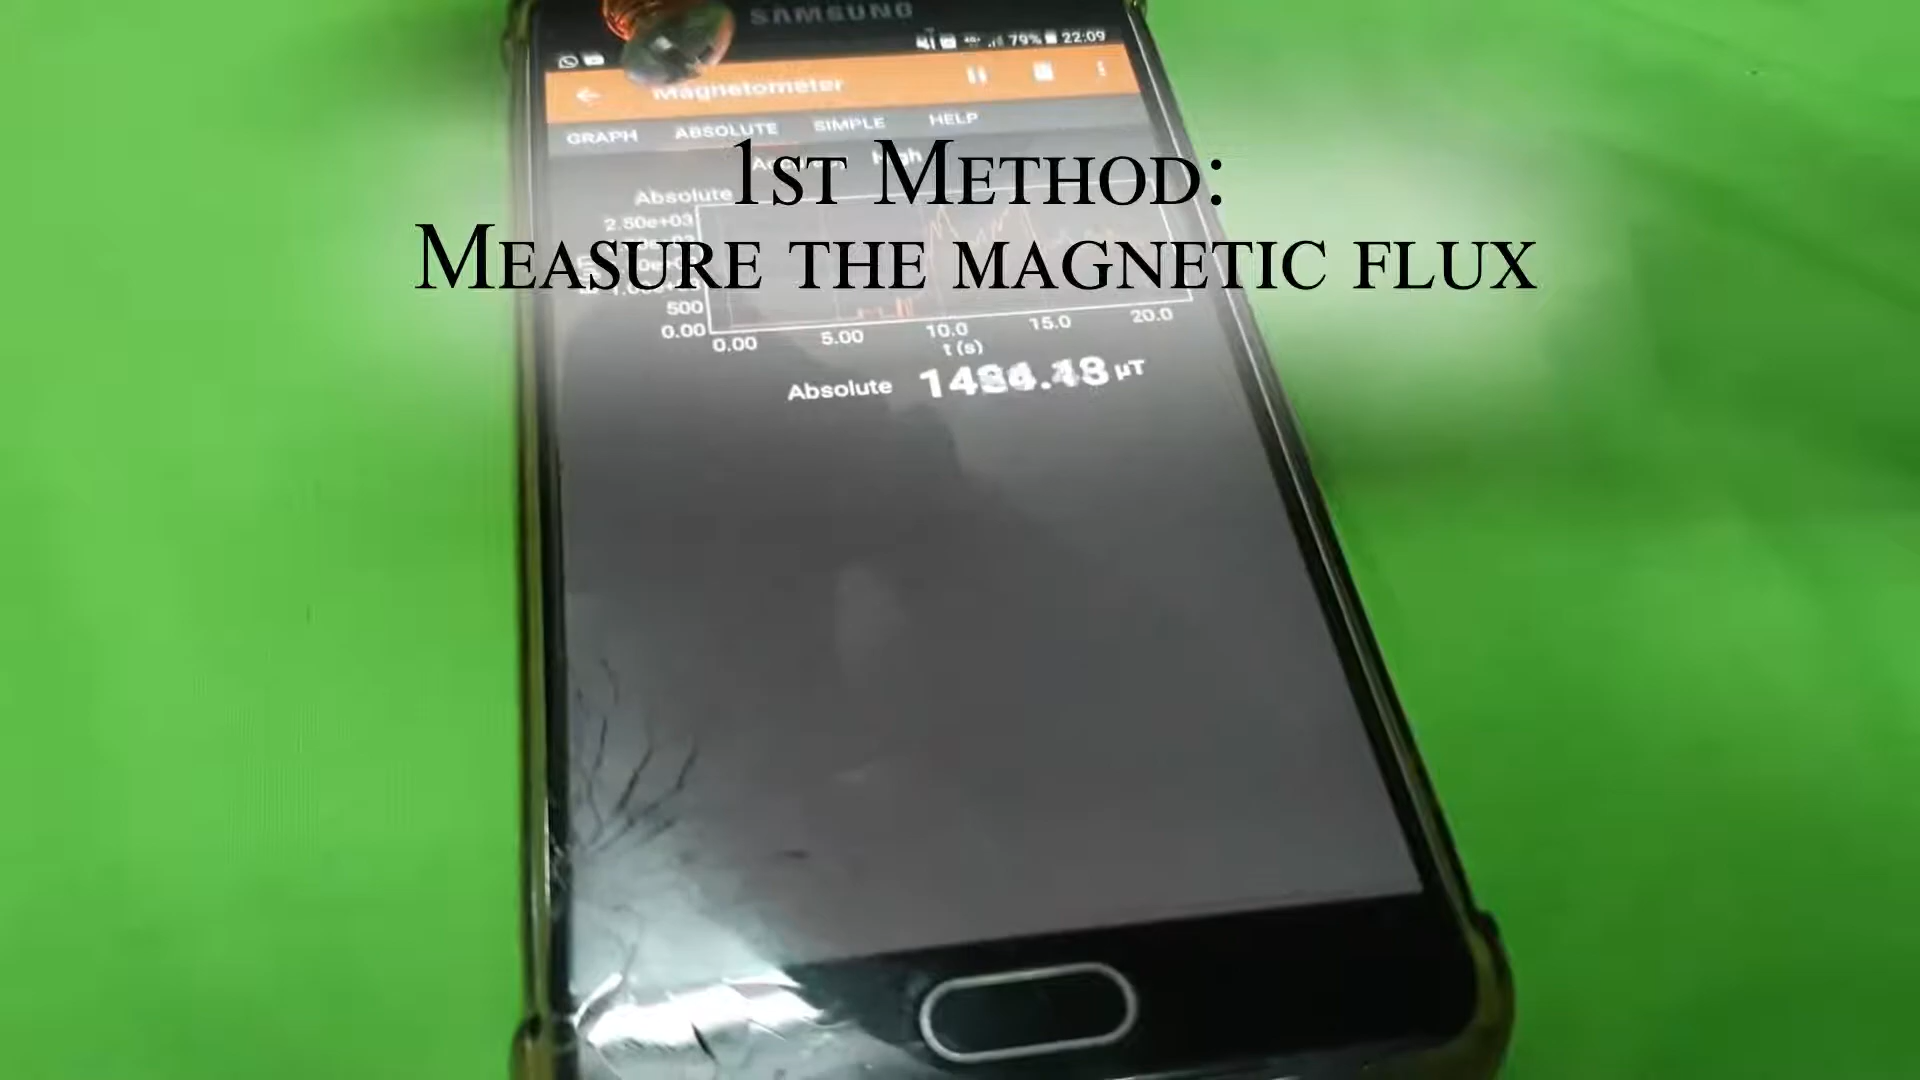 SAMSUNG
79% 22:09
Magnetometer
GRAPH ABSOLUTE SIMPLE HELP
1st Method:
Absolute
2.50e+03
Measure the magnetic flux
500
0.00
0.00 5.00 10.0 15.0 20.0
t (s)
Absolute µT